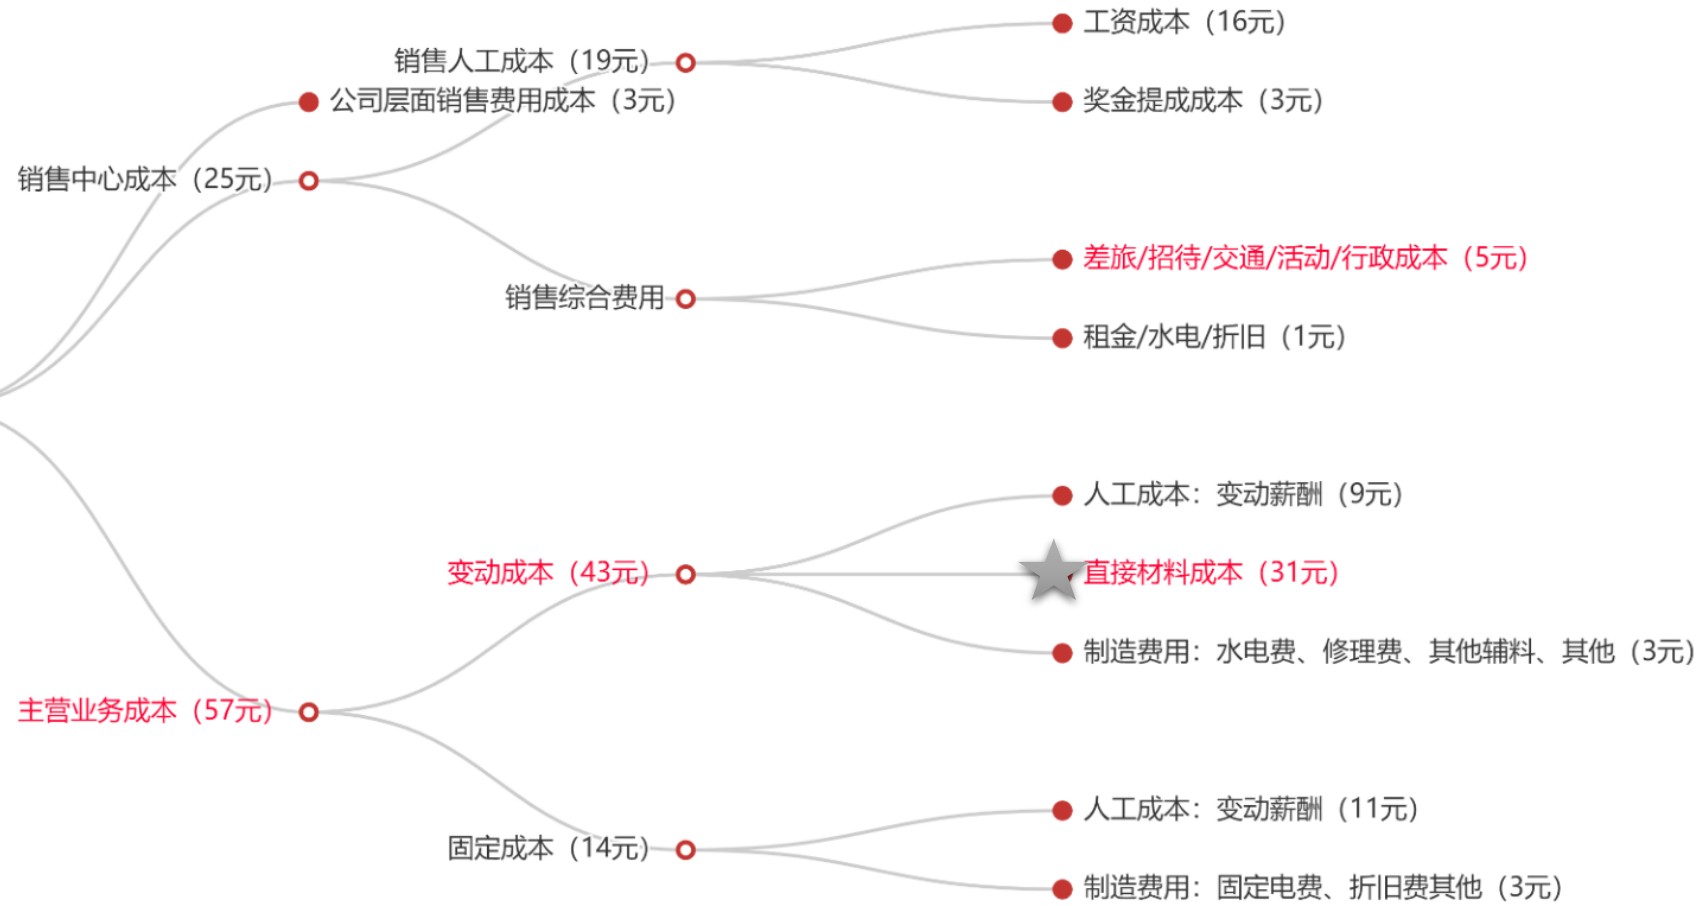 工资成本（16元）
销售人工成本（19元）
公司层面销售费用成本（3元）
奖金提成成本（3元）
销售中心成本（25元）
差旅/招待/交通/活动/行政成本（5元）
销售综合费用
租金/水电/折旧（1元）
人工成本：变动薪酬（9元）
变动成本（43元）
直接材料成本（31元）
制造费用：水电费、修理费、其他辅料、其他（3元）
主营业务成本（57元）
人工成本：变动薪酬（11元）
固定成本（14元）
制造费用：固定电费、折旧费其他（3元）